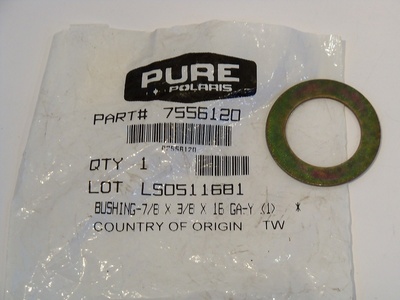 PURE
POLARIS
PART# 7556120
07556120
QTY 1
LOT LS0511681
BUSHING-7/8 X 3/8 X 16 GA-Y (1) *
COUNTRY OF ORIGIN TW